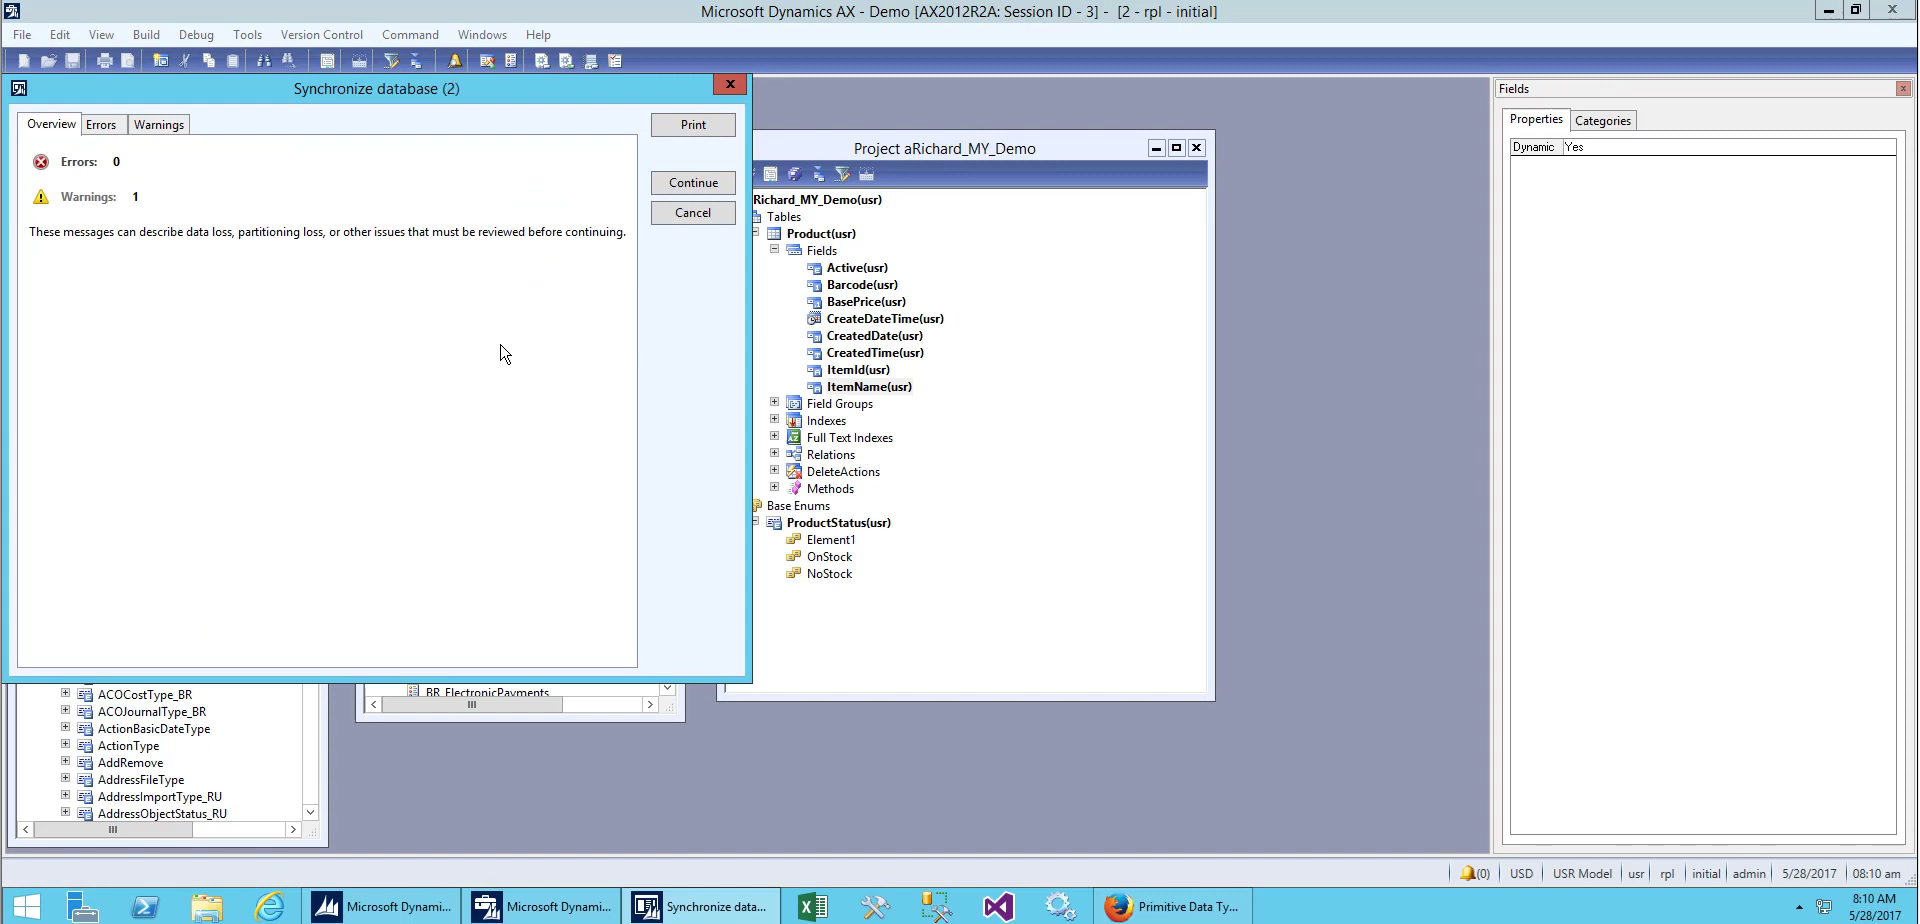 Microsoft Dynamics AX - Demo [AX2012R2A: Session ID - 3] - [2 - rpl - initial]
File Edit View Build Debug Tools Version Control Command Windows Help
Synchronize database (2)
Overview Errors Warnings
Print
Errors: 0
Continue
Warnings: 1
Cancel
These messages can describe data loss, partitioning loss, or other issues that must be reviewed before continuing.
Project aRichard_MY_Demo
Richard_MY_Demo(usr)
Tables
Product(usr)
Fields
Active(usr)
Barcode(usr)
BasePrice(usr)
CreateDateTime(usr)
CreatedDate(usr)
CreatedTime(usr)
ItemId(usr)
ItemName(usr)
Field Groups
Indexes
Full Text Indexes
Relations
DeleteActions
Methods
Base Enums
ProductStatus(usr)
Element1
OnStock
NoStock
Fields
Properties Categories
Dynamic Yes
BR_ElectronicPayments
ACOCostType_BR
ACOJournalType_BR
ActionBasicDateType
ActionType
AddRemove
AddressFileType
AddressImportType_RU
AddressObjectStatus_RU
(0) USD USR Model usr rpl initial admin 5/28/2017 08:10 am
Microsoft Dynami... Microsoft Dynami... Synchronize data... Primitive Data Ty...
8:10 AM
5/28/2017